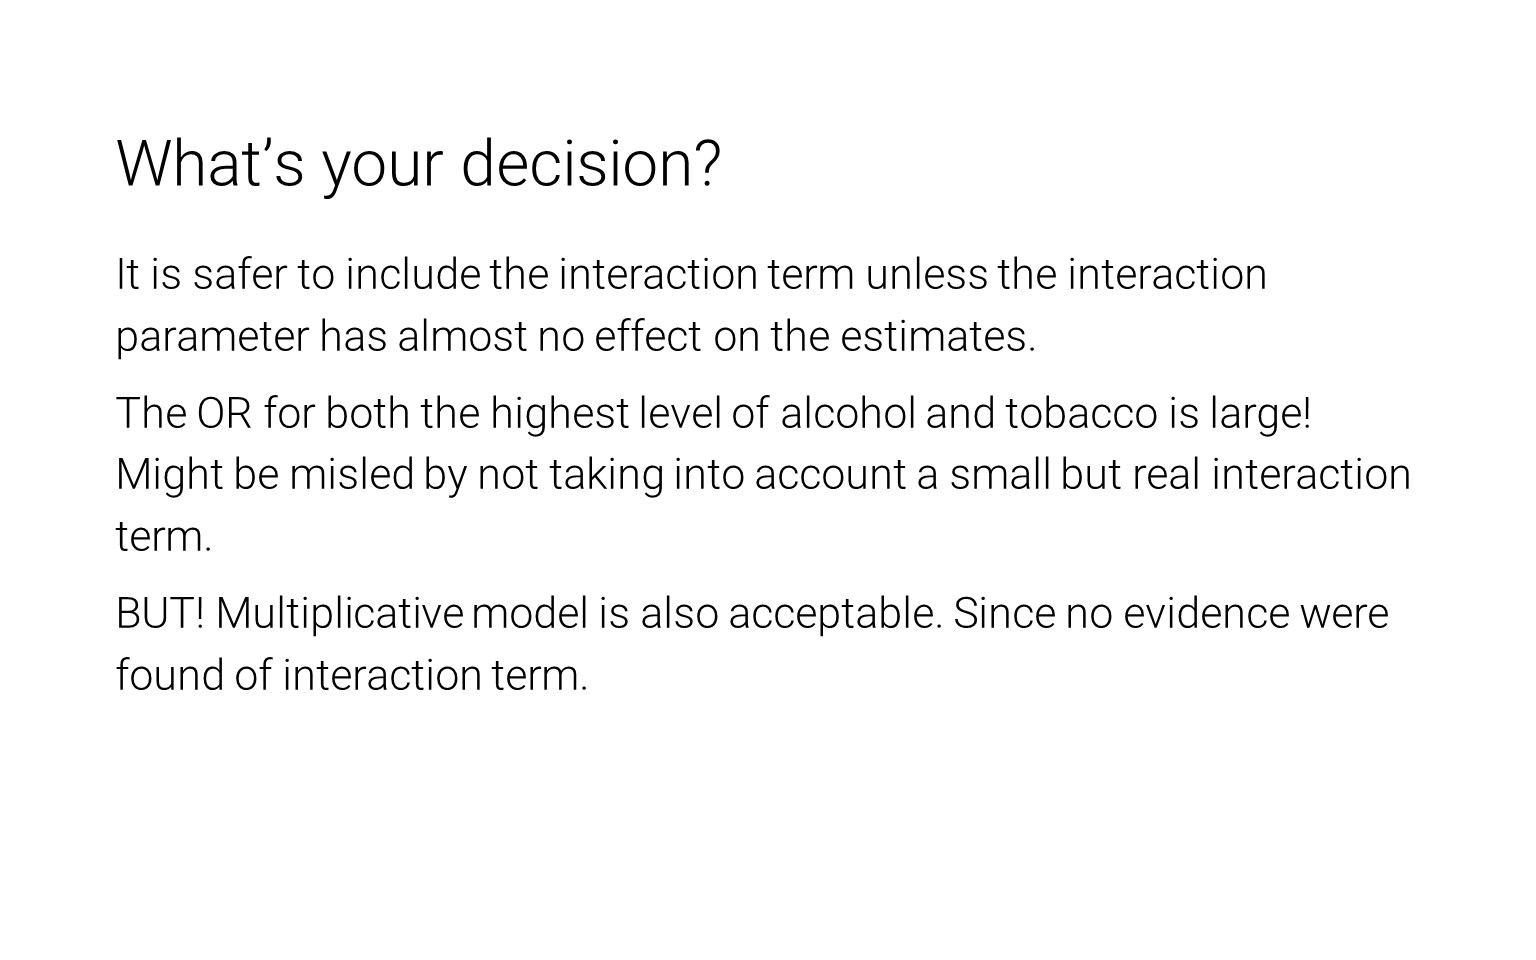 What’s your decision?
It is safer to include the interaction term unless the interaction
parameter has almost no effect on the estimates.
The OR for both the highest level of alcohol and tobacco is large!
Might be misled by not taking into account a small but real interaction
term.
BUT! Multiplicative model is also acceptable. Since no evidence were
found of interaction term.